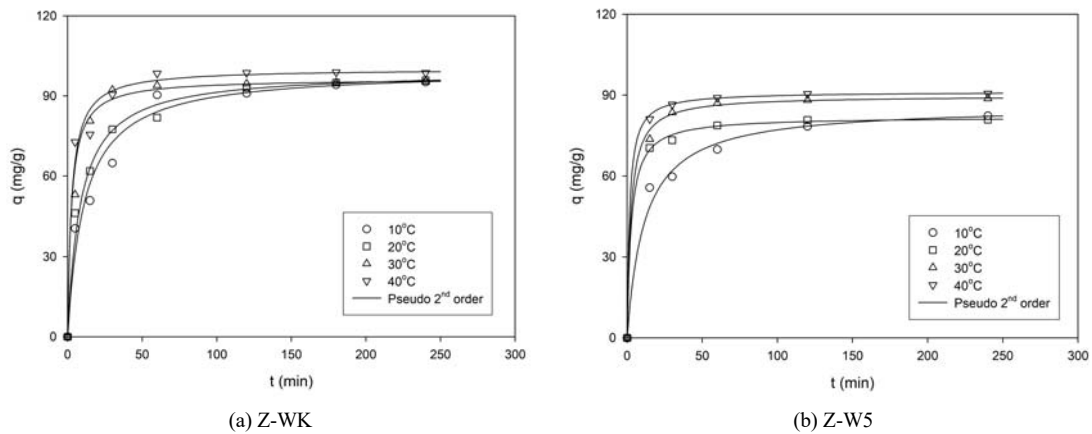 120
90
60
30
0
q (mg/g)
10°C
20°C
30°C
40°C
Pseudo 2nd order
0 50 100 150 200 250 300
t (min)
(a) Z-WK
120
90
60
30
0
q (mg/g)
10°C
20°C
30°C
40°C
Pseudo 2nd order
0 50 100 150 200 250 300
t (min)
(b) Z-W5